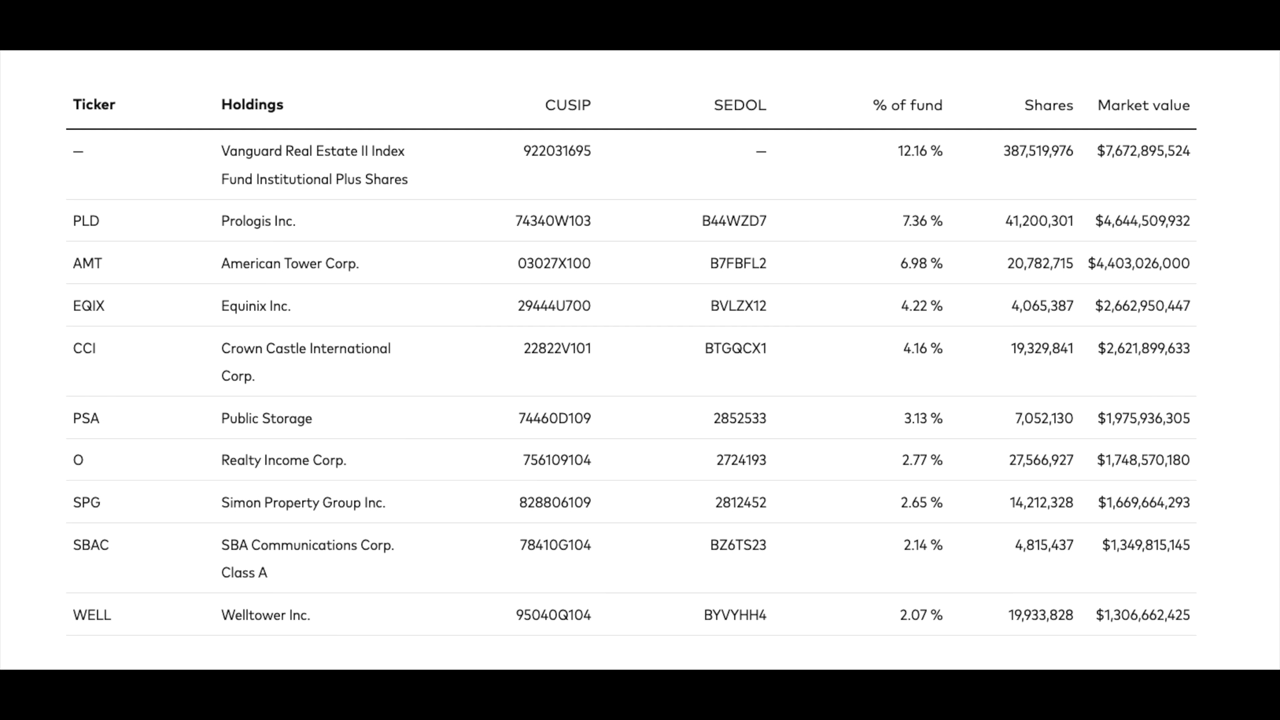 Ticker Holdings CUSIP SEDOL % of fund Shares Market value
— Vanguard Real Estate II Index 922031695 — 12.16 % 387,519,976 $7,672,895,524
Fund Institutional Plus Shares
PLD Prologis Inc. 74340W103 B44WZD7 7.36 % 41,200,301 $4,644,509,932
AMT American Tower Corp. 03027X100 B7FBFL2 6.98 % 20,782,715 $4,403,026,000
EQIX Equinix Inc. 29444U700 BVLZX12 4.22 % 4,065,387 $2,662,950,447
CCI Crown Castle International 22822V101 BTGQCX1 4.16 % 19,329,841 $2,621,899,633
Corp.
PSA Public Storage 74460D109 2852533 3.13 % 7,052,130 $1,975,936,305
O Realty Income Corp. 756109104 2724193 2.77 % 27,566,927 $1,748,570,180
SPG Simon Property Group Inc. 828806109 2812452 2.65 % 14,212,328 $1,669,664,293
SBAC SBA Communications Corp. 78410G104 BZ6TS23 2.14 % 4,815,437 $1,349,815,145
Class A
WELL Welltower Inc. 95040Q104 BYVYHH4 2.07 % 19,933,828 $1,306,662,425